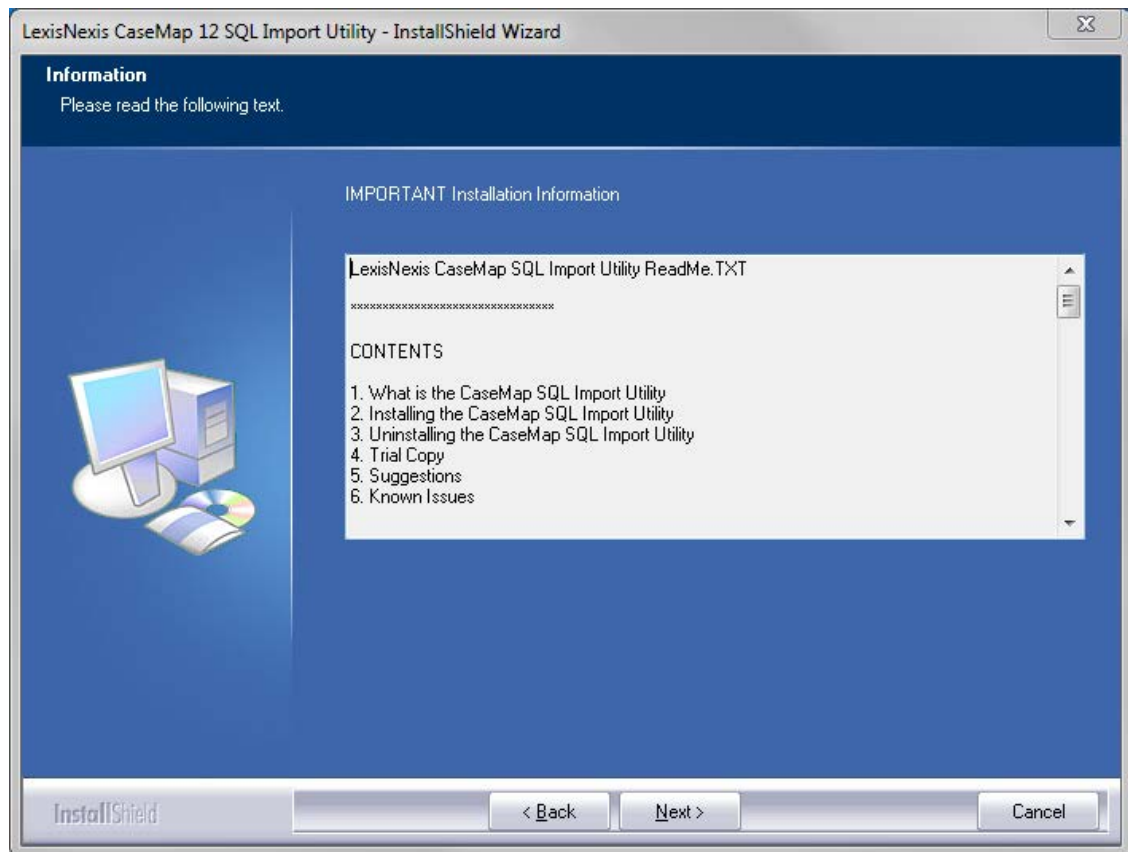 LexisNexis CaseMap 12 SQL Import Utility - InstallShield Wizard
Information
Please read the following text.
IMPORTANT Installation Information
LexisNexis CaseMap SQL Import Utility ReadMe.TXT
********************************
CONTENTS
1. What is the CaseMap SQL Import Utility
2. Installing the CaseMap SQL Import Utility
3. Uninstalling the CaseMap SQL Import Utility
4. Trial Copy
5. Suggestions
6. Known Issues
InstallShield
< Back
Next >
Cancel